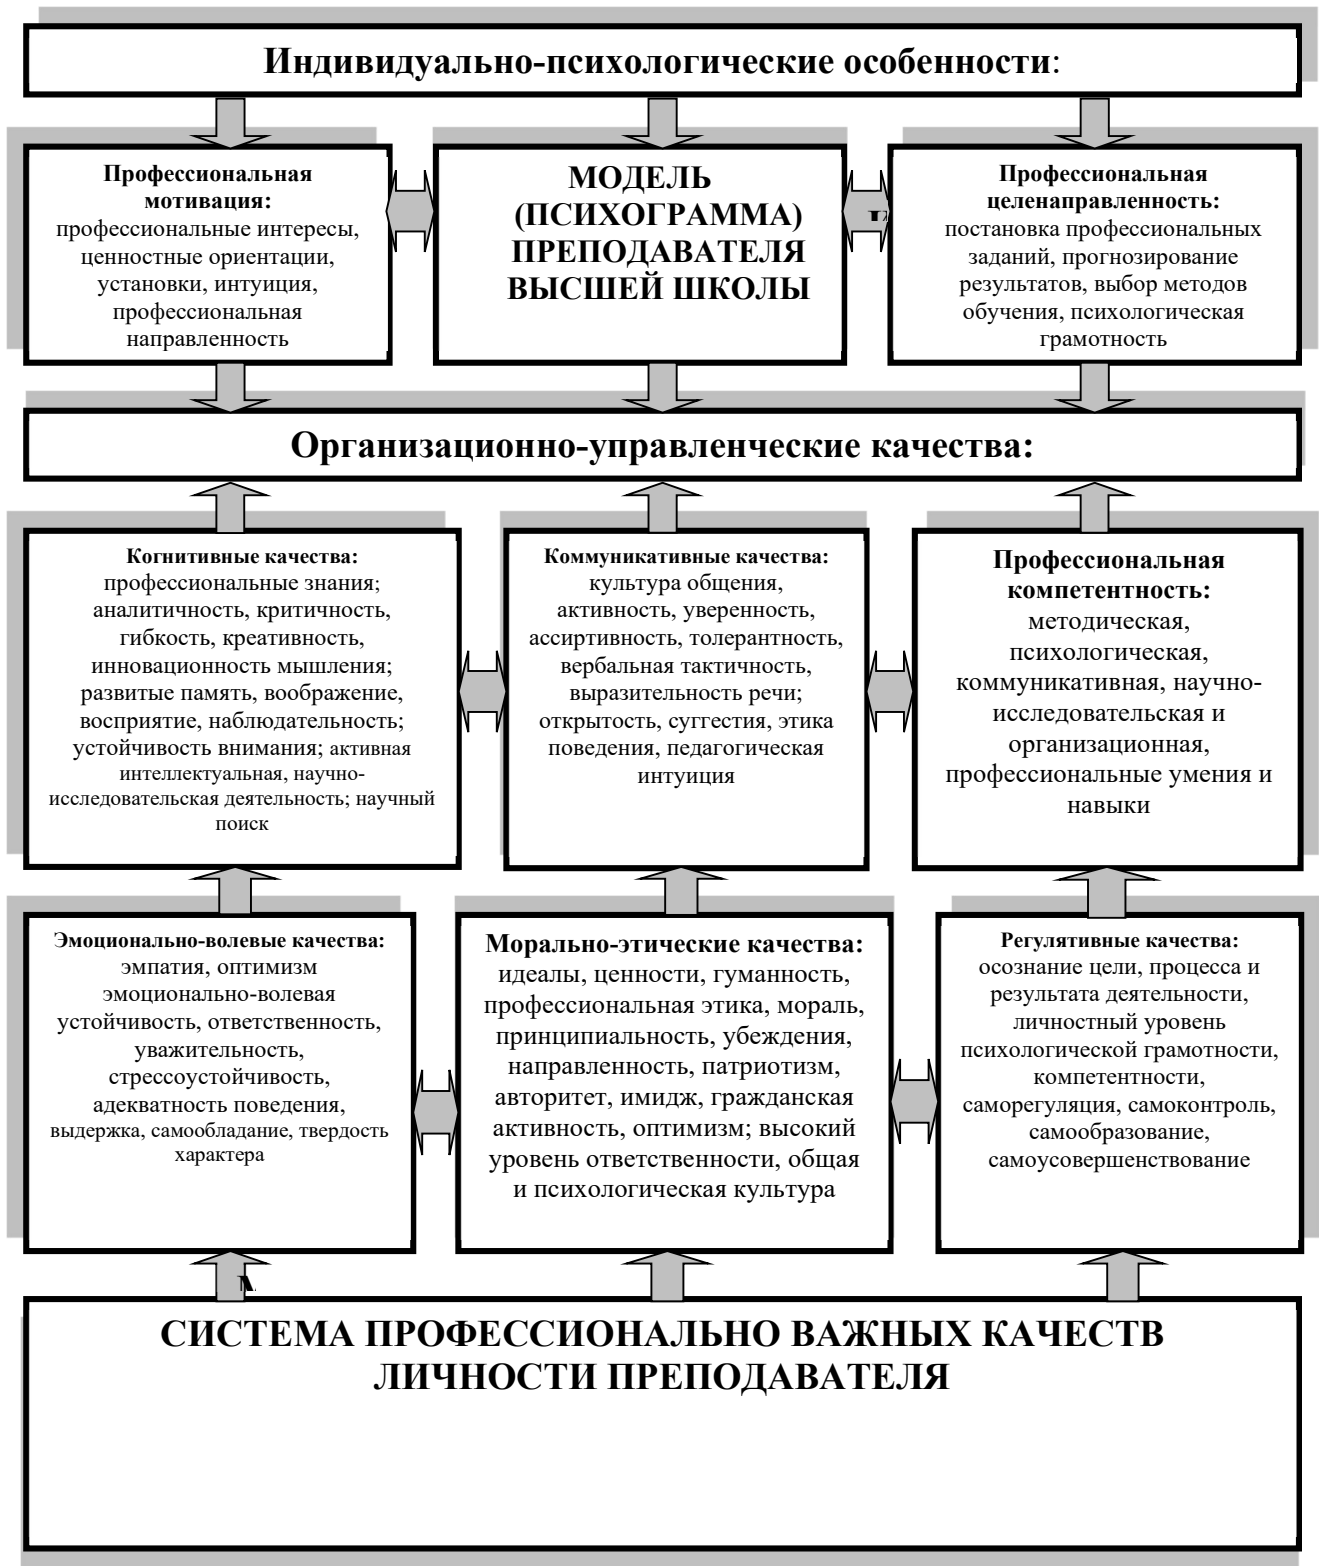 Индивидуально-психологические особенности:
Профессиональная
мотивация:
профессиональные интересы,
ценностные ориентации,
установки, интуиция,
профессиональная
направленность
МОДЕЛЬ
(ПСИХОГРАММА)
ПРЕПОДАВАТЕЛЯ
ВЫСШЕЙ ШКОЛЫ
Профессиональная
целенаправленность:
постановка профессиональных
заданий, прогнозирование
результатов, выбор методов
обучения, психологическая
грамотность
Организационно-управленческие качества:
Когнитивные качества:
профессиональные знания;
аналитичность, критичность,
гибкость, креативность,
инновационность мышления;
развитые память, воображение,
восприятие, наблюдательность;
устойчивость внимания; активная
интеллектуальная, научно-
исследовательская деятельность; научный
поиск
Коммуникативные качества:
культура общения,
активность, уверенность,
ассиртивность, толерантность,
вербальная тактичность,
выразительность речи;
открытость, суггестия, этика
поведения, педагогическая
интуиция
Профессиональная
компетентность:
методическая,
психологическая,
коммуникативная, научно-
исследовательская и
организационная,
профессиональные умения и
навыки
Эмоционально-волевые качества:
эмпатия, оптимизм
эмоционально-волевая
устойчивость, ответственность,
уважительность,
стрессоустойчивость,
адекватность поведения,
выдержка, самообладание, твердость
характера
Морально-этические качества:
идеалы, ценности, гуманность,
профессиональная этика, мораль,
принципиальность, убеждения,
направленность, патриотизм,
авторитет, имидж, гражданская
активность, оптимизм; высокий
уровень ответственности, общая
и психологическая культура
Регулятивные качества:
осознание цели, процесса и
результата деятельности,
личностный уровень
психологической грамотности,
компетентности,
саморегуляция, самоконтроль,
самообразование,
самоусовершенствование
СИСТЕМА ПРОФЕССИОНАЛЬНО ВАЖНЫХ КАЧЕСТВ
ЛИЧНОСТИ ПРЕПОДАВАТЕЛЯ